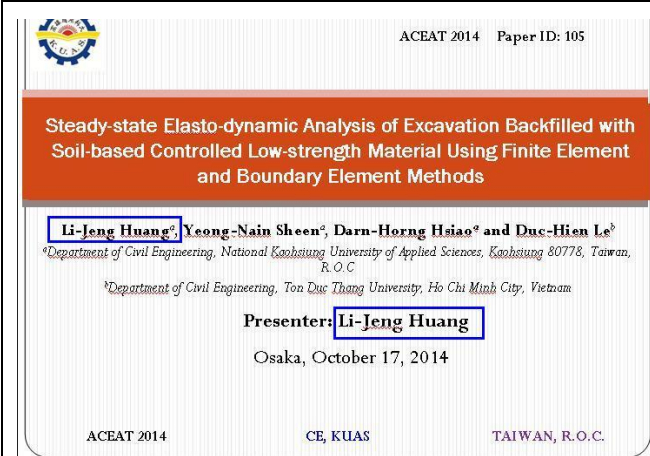 K.U.A.S
ACEAT 2014 Paper ID: 105
Steady-state Elasto-dynamic Analysis of Excavation Backfilled with
Soil-based Controlled Low-strength Material Using Finite Element
and Boundary Element Methods
Li-Jeng Huangᵃ, Yeong-Nain Sheenᵃ, Darn-Horng Hsiaoᵃ and Duc-Hien Leᵇ
ᵃDepartment of Civil Engineering, National Kaohsiung University of Applied Sciences, Kaohsiung 80778, Taiwan,
R.O.C
ᵇDepartment of Civil Engineering, Ton Duc Thang University, Ho Chi Minh City, Vietnam
Presenter: Li-Jeng Huang
Osaka, October 17, 2014
ACEAT 2014 CE, KUAS TAIWAN, R.O.C.